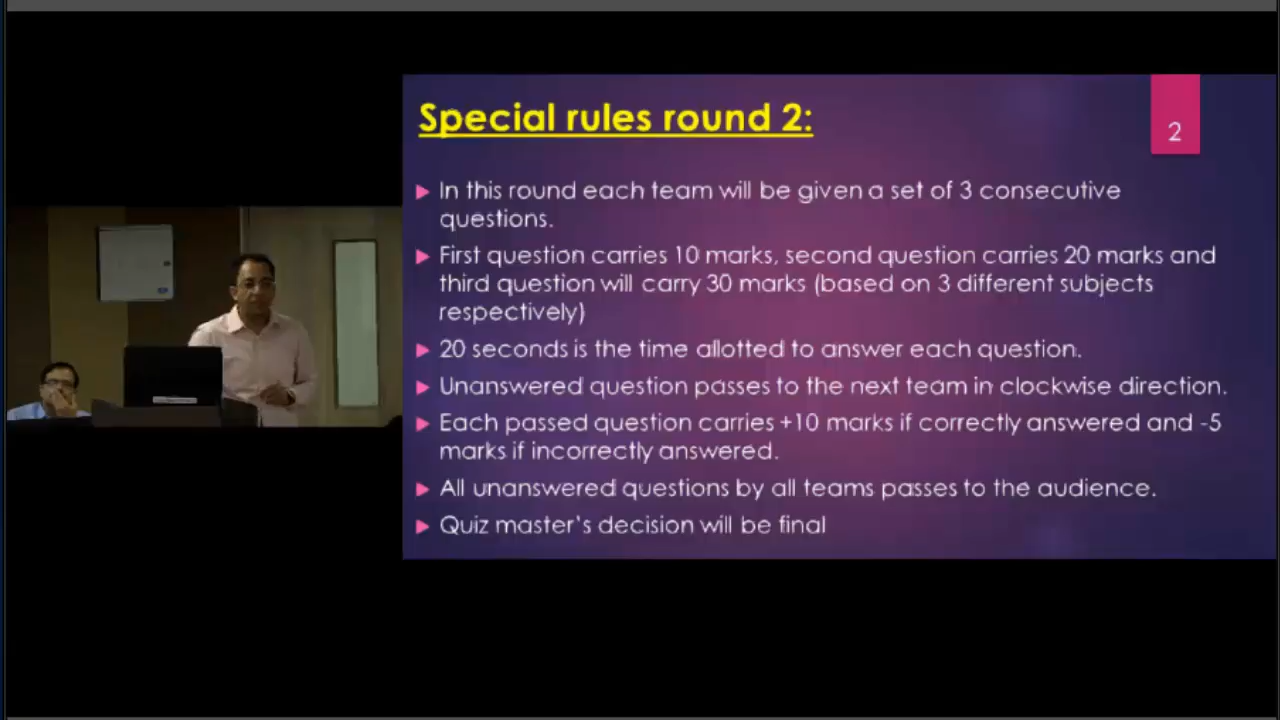 Special rules round 2:
2
In this round each team will be given a set of 3 consecutive
questions.
First question carries 10 marks, second question carries 20 marks and
third question will carry 30 marks (based on 3 different subjects
respectively)
20 seconds is the time allotted to answer each question.
Unanswered question passes to the next team in clockwise direction.
Each passed question carries +10 marks if correctly answered and -5
marks if incorrectly answered.
All unanswered questions by all teams passes to the audience.
Quiz master's decision will be final